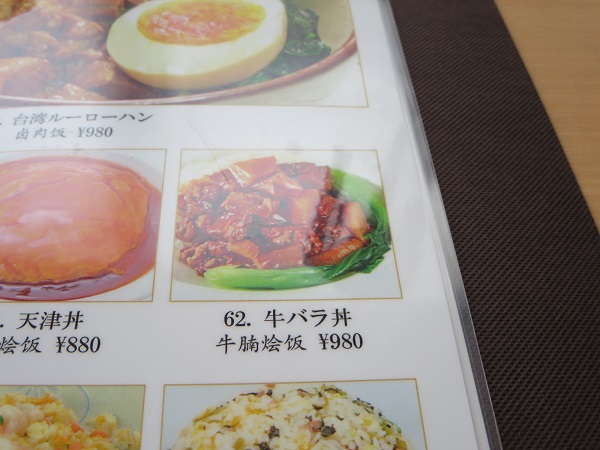 . 台湾ルーローハン
卤肉饭 ¥980
. 天津丼
烩饭 ¥880
62. 牛バラ丼
牛腩烩饭 ¥980